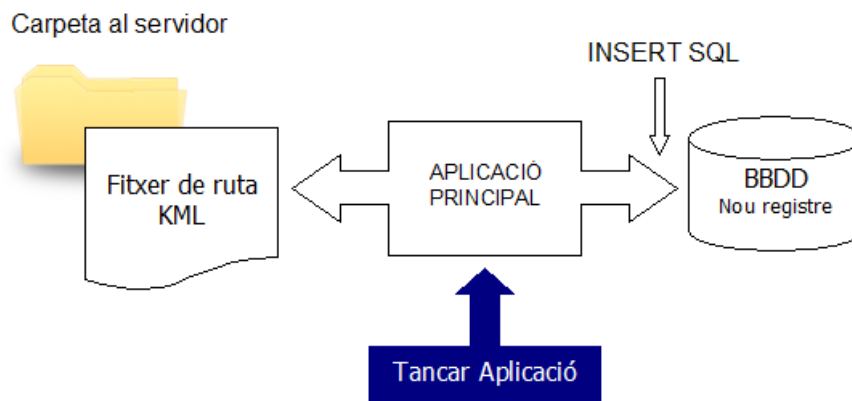 Carpeta al servidor
INSERT SQL
Fitxer de ruta
KML
APLICACIÓ
PRINCIPAL
BBDD
Nou registre
Tancar Aplicació